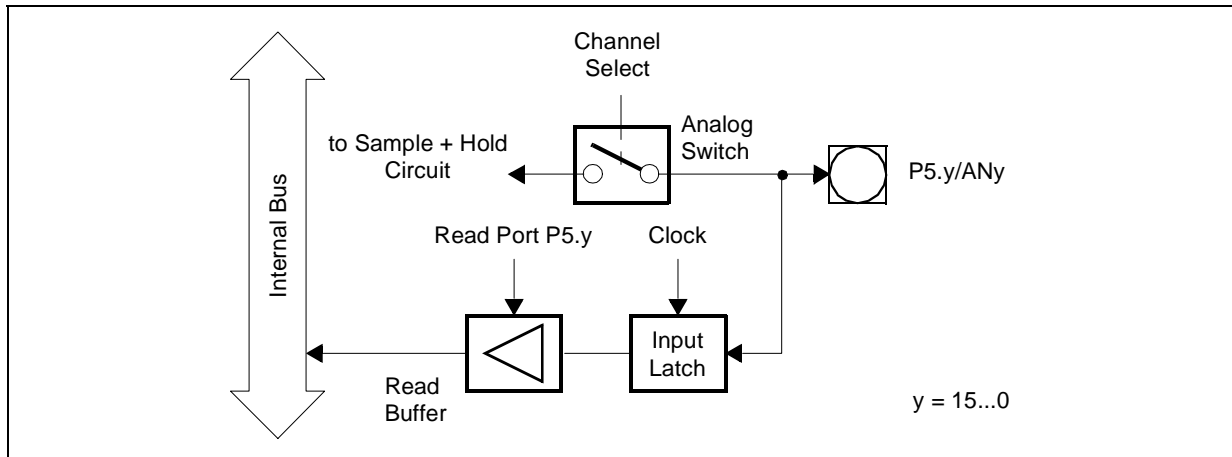 Channel
Select
to Sample + Hold
Circuit
Analog
Switch
P5.y/ANy
Internal Bus
Read Port P5.y
Clock
Input
Latch
Read
Buffer
y = 15...0